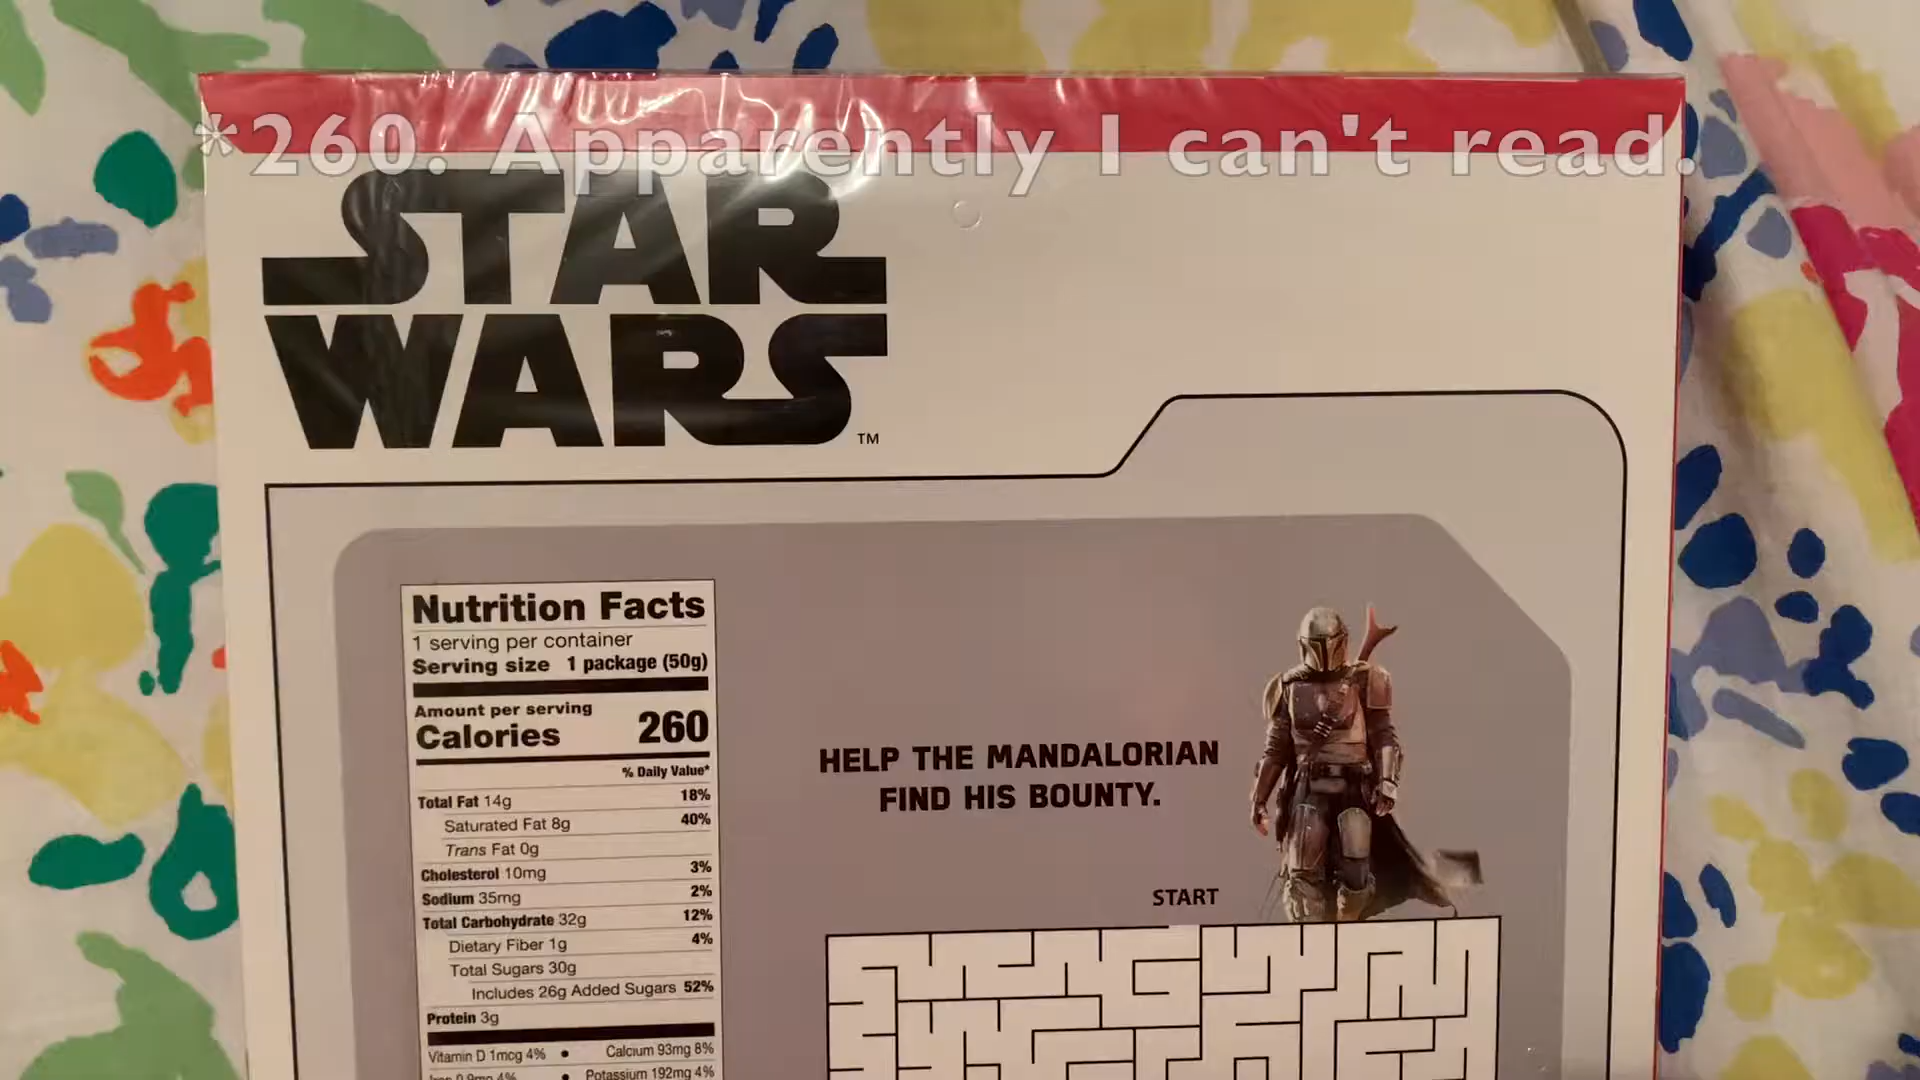 *260. Apparently I can't read.
STAR
WARS
TM
Nutrition Facts
1 serving per container
Serving size 1 package (50g)
Amount per serving
Calories 260
% Daily Value*
Total Fat 14g 18%
Saturated Fat 8g 40%
Trans Fat 0g
Cholesterol 10mg 3%
Sodium 35mg 2%
Total Carbohydrate 32g 12%
Dietary Fiber 1g 4%
Total Sugars 30g
Includes 26g Added Sugars 52%
Protein 3g
Vitamin D 1mcg 4% • Calcium 93mg 8%
Iron 0.9mg 4% • Potassium 192mg 4%
HELP THE MANDALORIAN
FIND HIS BOUNTY.
START